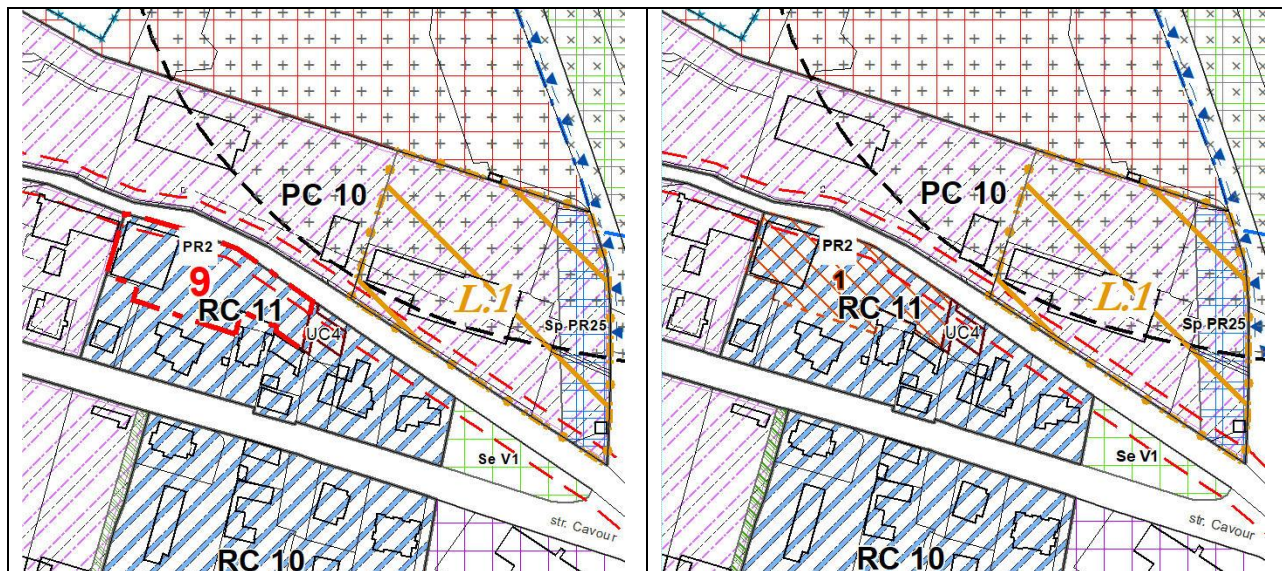 PC 10
PR2
9
RC 11
L.1
UC4
Sp PR25
Se V1
str. Cavour
RC 10
PC 10
PR2
1
RC 11
L.1
UC4
Sp PR25
Se V1
str. Cavour
RC 10